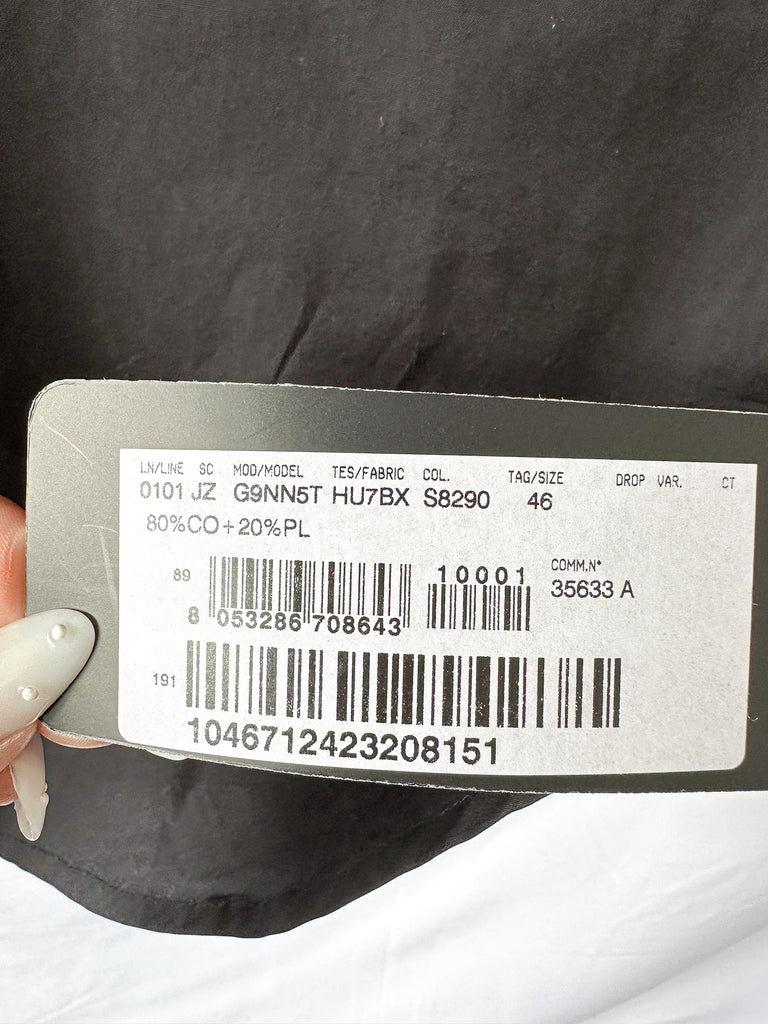 LN/LINE SC MOD/MODEL TES/FABRIC COL. TAG/SIZE DROP VAR. CT
0101 JZ G9NN5T HU7BX S8290 46
80%CO+20%PL
89 10001 COMM.N°
35633 A
8 053286 708643
191
1046712423208151